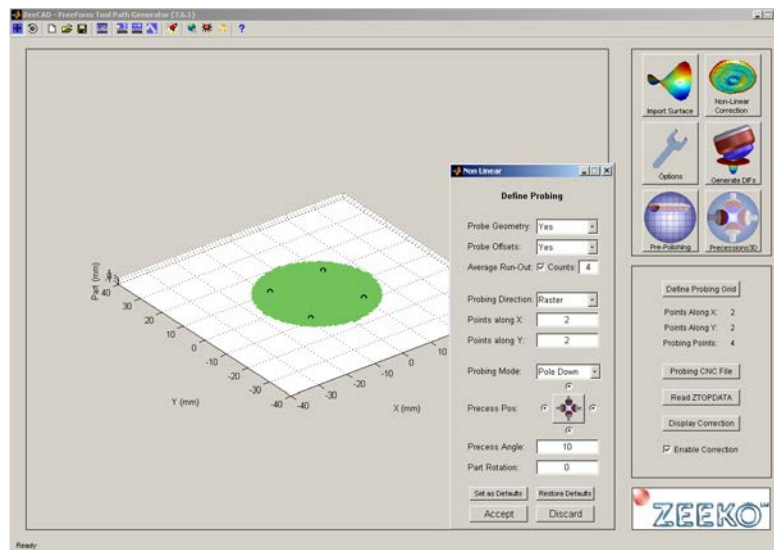 ZeeCAD - FreeForm Tool Path Generator (7.6.1)
Import Surface
Non-Linear Correction
Options
Generate DIFs
Pre-Polishing
Precessions3D
Non Linear
Define Probing
Probe Geometry: Yes
Probe Offsets: Yes
Average Run-Out: Counts: 4
Probing Direction: Raster
Points along X: 2
Points along Y: 2
Probing Mode: Pole Down
Precess Pos:
Precess Angle: 10
Part Rotation: 0
Set as Defaults Restore Defaults
Accept Discard
Define Probing Grid
Points Along X: 2
Points Along Y: 2
Probing Points: 4
Probing CNC File
Read ZTOPDATA
Display Correction
Enable Correction
Part (mm)
40
30
20
10
0
-10
-20
-30
-40
Y (mm)
-40
-30
-20
-10
0
10
X (mm)
ZEEKO Ltd
Ready